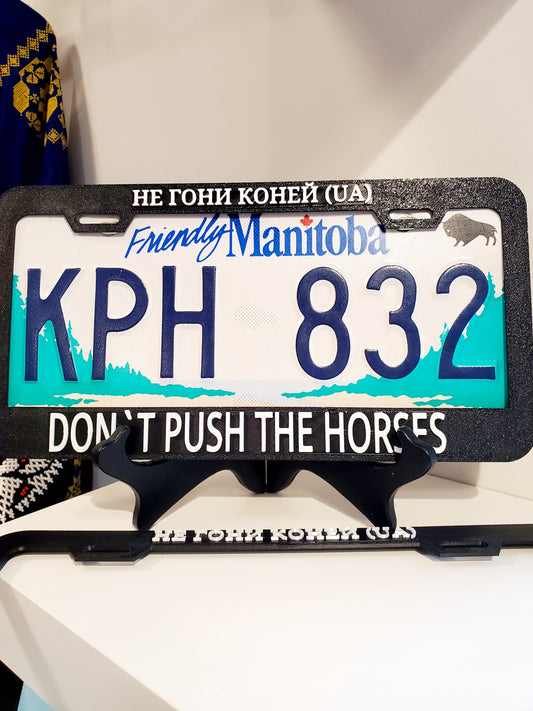 НЕ ГОНИ КОНЕЙ (UA)
Friendly Manitoba
KPH 832
DON`T PUSH THE HORSES
НЕ ГОНИ КОНЕЙ (UA)